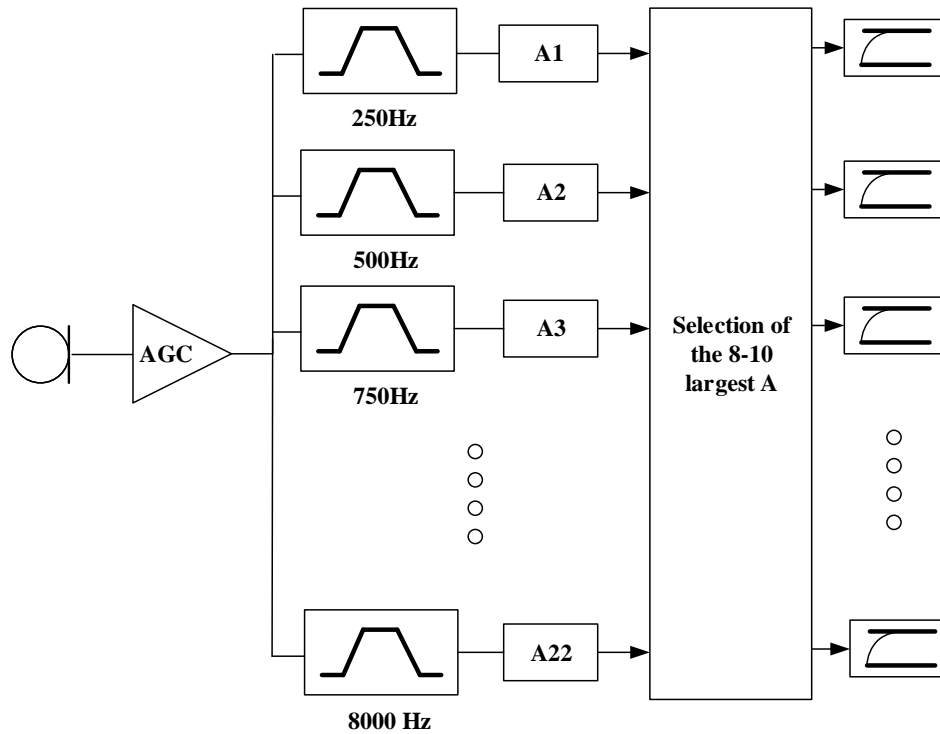 A1
250Hz
A2
500Hz
AGC
A3
750Hz
Selection of
the 8-10
largest A
A22
8000 Hz